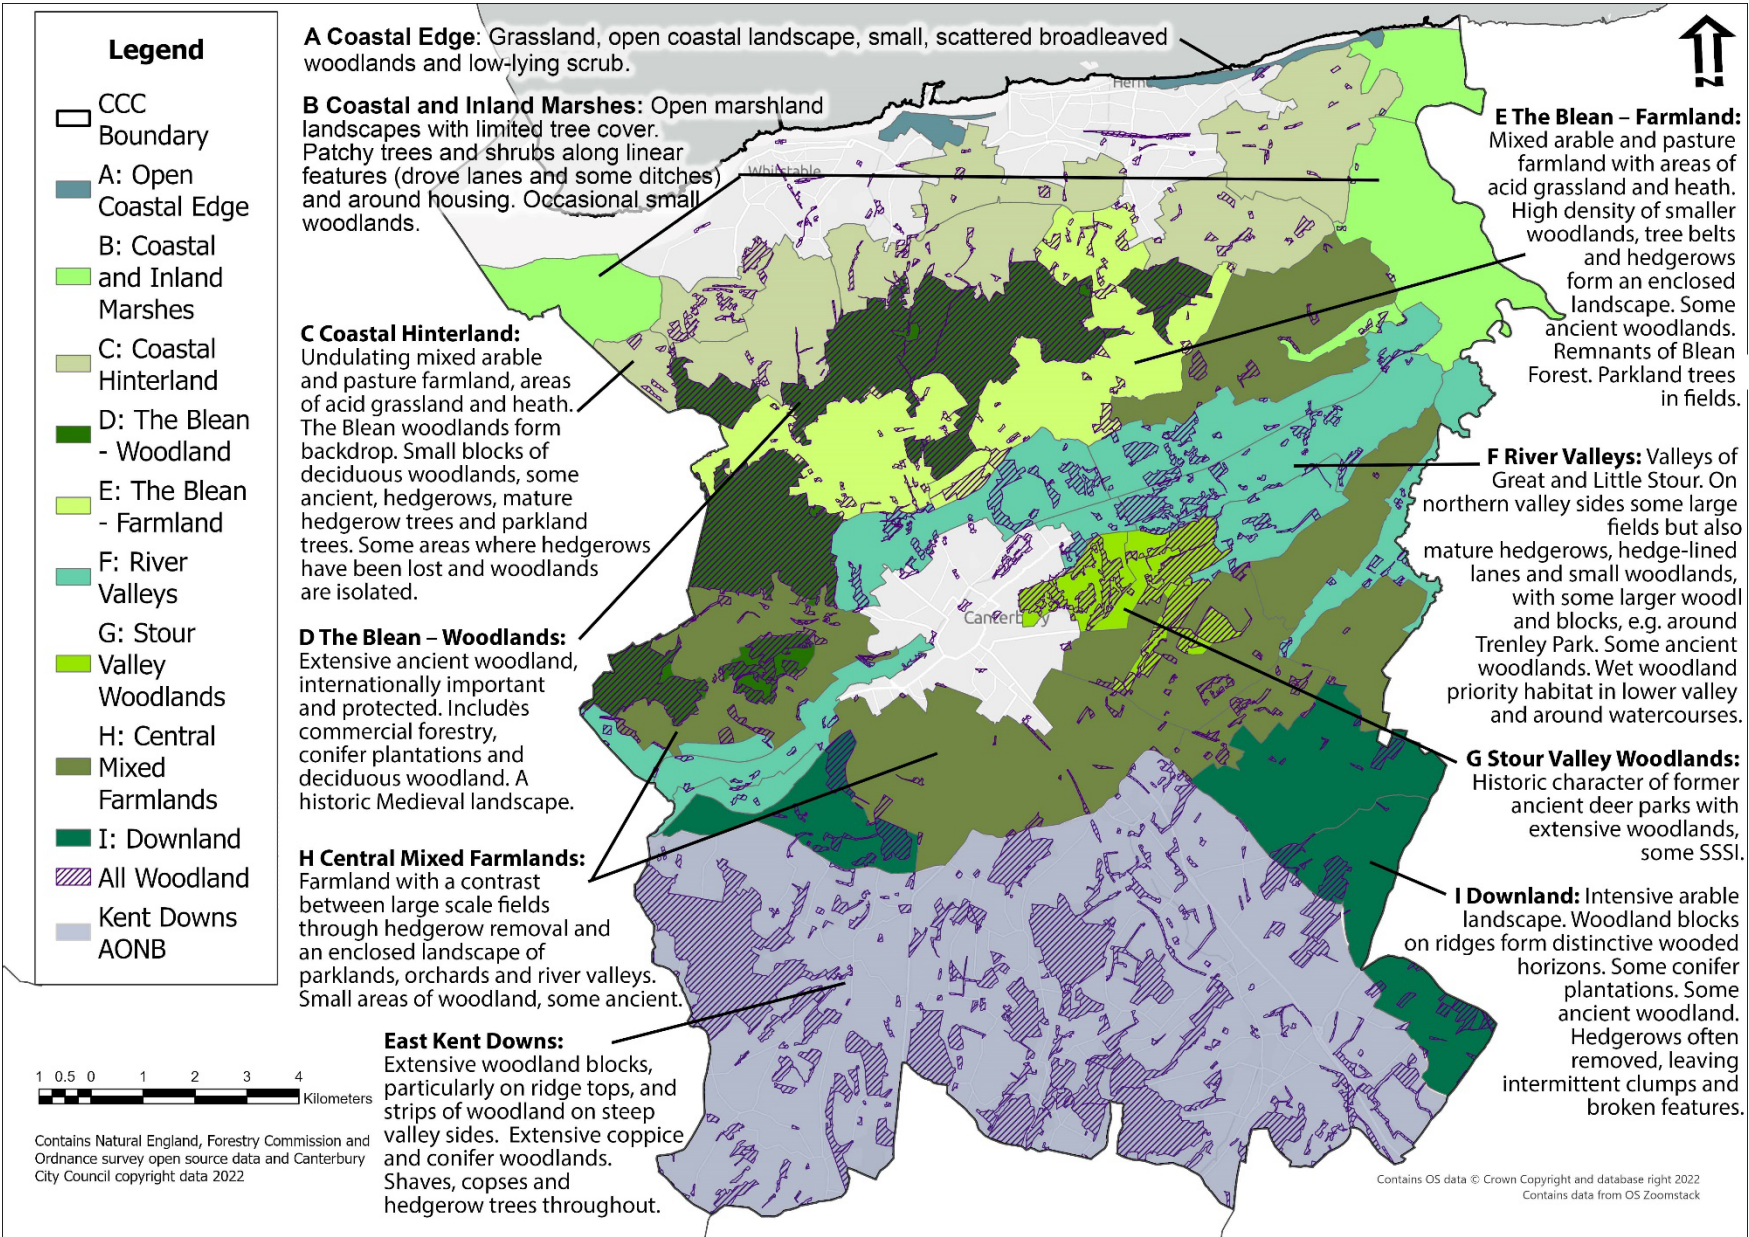 Legend
CCC
Boundary
A: Open
Coastal Edge
B: Coastal
and Inland
Marshes
C: Coastal
Hinterland
D: The Blean
- Woodland
E: The Blean
- Farmland
F: River
Valleys
G: Stour
Valley
Woodlands
H: Central
Mixed
Farmlands
I: Downland
All Woodland
Kent Downs
AONB
1 0.5 0 1 2 3 4
Kilometers
Contains Natural England, Forestry Commission and
Ordnance survey open source data and Canterbury
City Council copyright data 2022
A Coastal Edge: Grassland, open coastal landscape, small, scattered broadleaved
woodlands and low-lying scrub.
B Coastal and Inland Marshes: Open marshland
landscapes with limited tree cover.
Patchy trees and shrubs along linear
features (drove lanes and some ditches)
and around housing. Occasional small
woodlands.
C Coastal Hinterland:
Undulating mixed arable
and pasture farmland, areas
of acid grassland and heath.
The Blean woodlands form
backdrop. Small blocks of
deciduous woodlands, some
ancient, hedgerows, mature
hedgerow trees and parkland
trees. Some areas where hedgerows
have been lost and woodlands
are isolated.
D The Blean – Woodlands:
Extensive ancient woodland,
internationally important
and protected. Includes
commercial forestry,
conifer plantations and
deciduous woodland. A
historic Medieval landscape.
H Central Mixed Farmlands:
Farmland with a contrast
between large scale fields
through hedgerow removal and
an enclosed landscape of
parklands, orchards and river valleys.
Small areas of woodland, some ancient.
East Kent Downs:
Extensive woodland blocks,
particularly on ridge tops, and
strips of woodland on steep
valley sides. Extensive coppice
and conifer woodlands.
Shaves, copses and
hedgerow trees throughout.
Whitstable
Canterbury
N
E The Blean – Farmland:
Mixed arable and pasture
farmland with areas of
acid grassland and heath.
High density of smaller
woodlands, tree belts
and hedgerows
form an enclosed
landscape. Some
ancient woodlands.
Remnants of Blean
Forest. Parkland trees
in fields.
F River Valleys: Valleys of
Great and Little Stour. On
northern valley sides some large
fields but also
mature hedgerows, hedge-lined
lanes and small woodlands,
with some larger woodl
and blocks, e.g. around
Trenley Park. Some ancient
woodlands. Wet woodland
priority habitat in lower valley
and around watercourses.
G Stour Valley Woodlands:
Historic character of former
ancient deer parks with
extensive woodlands,
some SSSI.
I Downland: Intensive arable
landscape. Woodland blocks
on ridges form distinctive wooded
horizons. Some conifer
plantations. Some
ancient woodland.
Hedgerows often
removed, leaving
intermittent clumps and
broken features.
Contains OS data © Crown Copyright and database right 2022
Contains data from OS Zoomstack